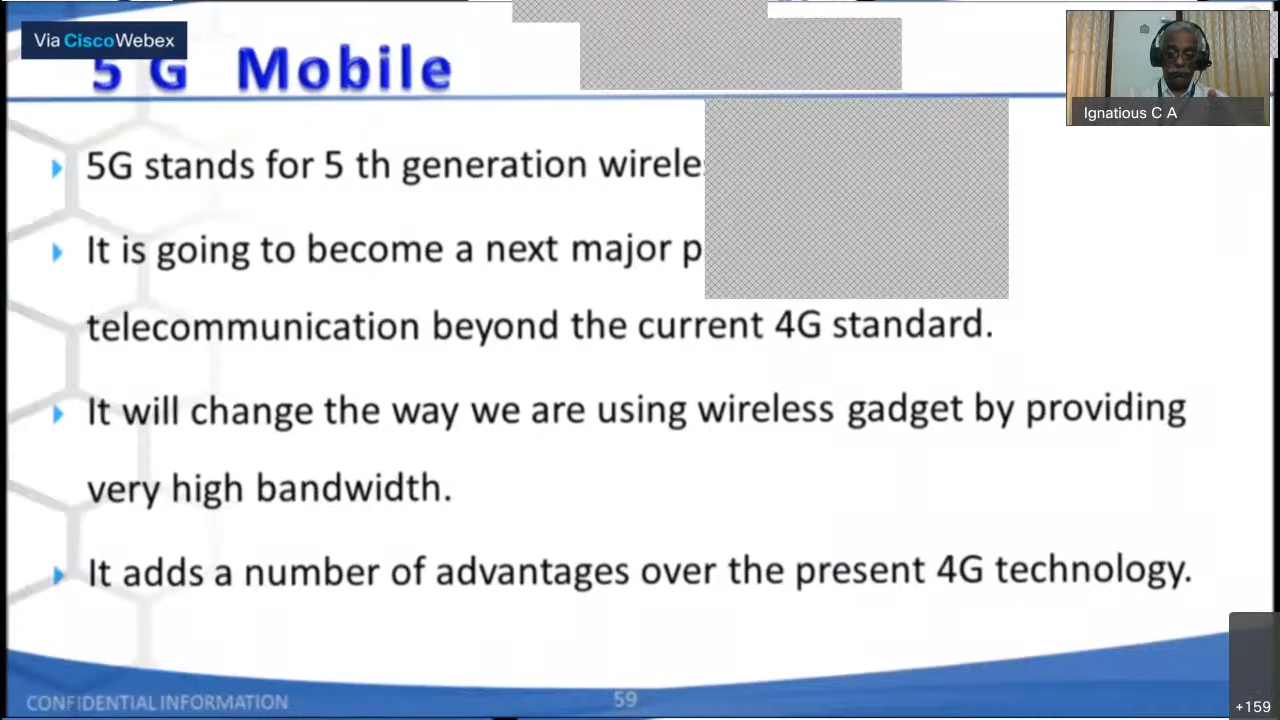 Via CiscoWebex
5 G Mobile
Ignatious C A
5G stands for 5 th generation
It is going to become a next major
telecommunication beyond the current 4G standard.
It will change the way we are using wireless gadget by providing
very high bandwidth.
It adds a number of advantages over the present 4G technology.
CONFIDENTIAL INFORMATION
59
+159